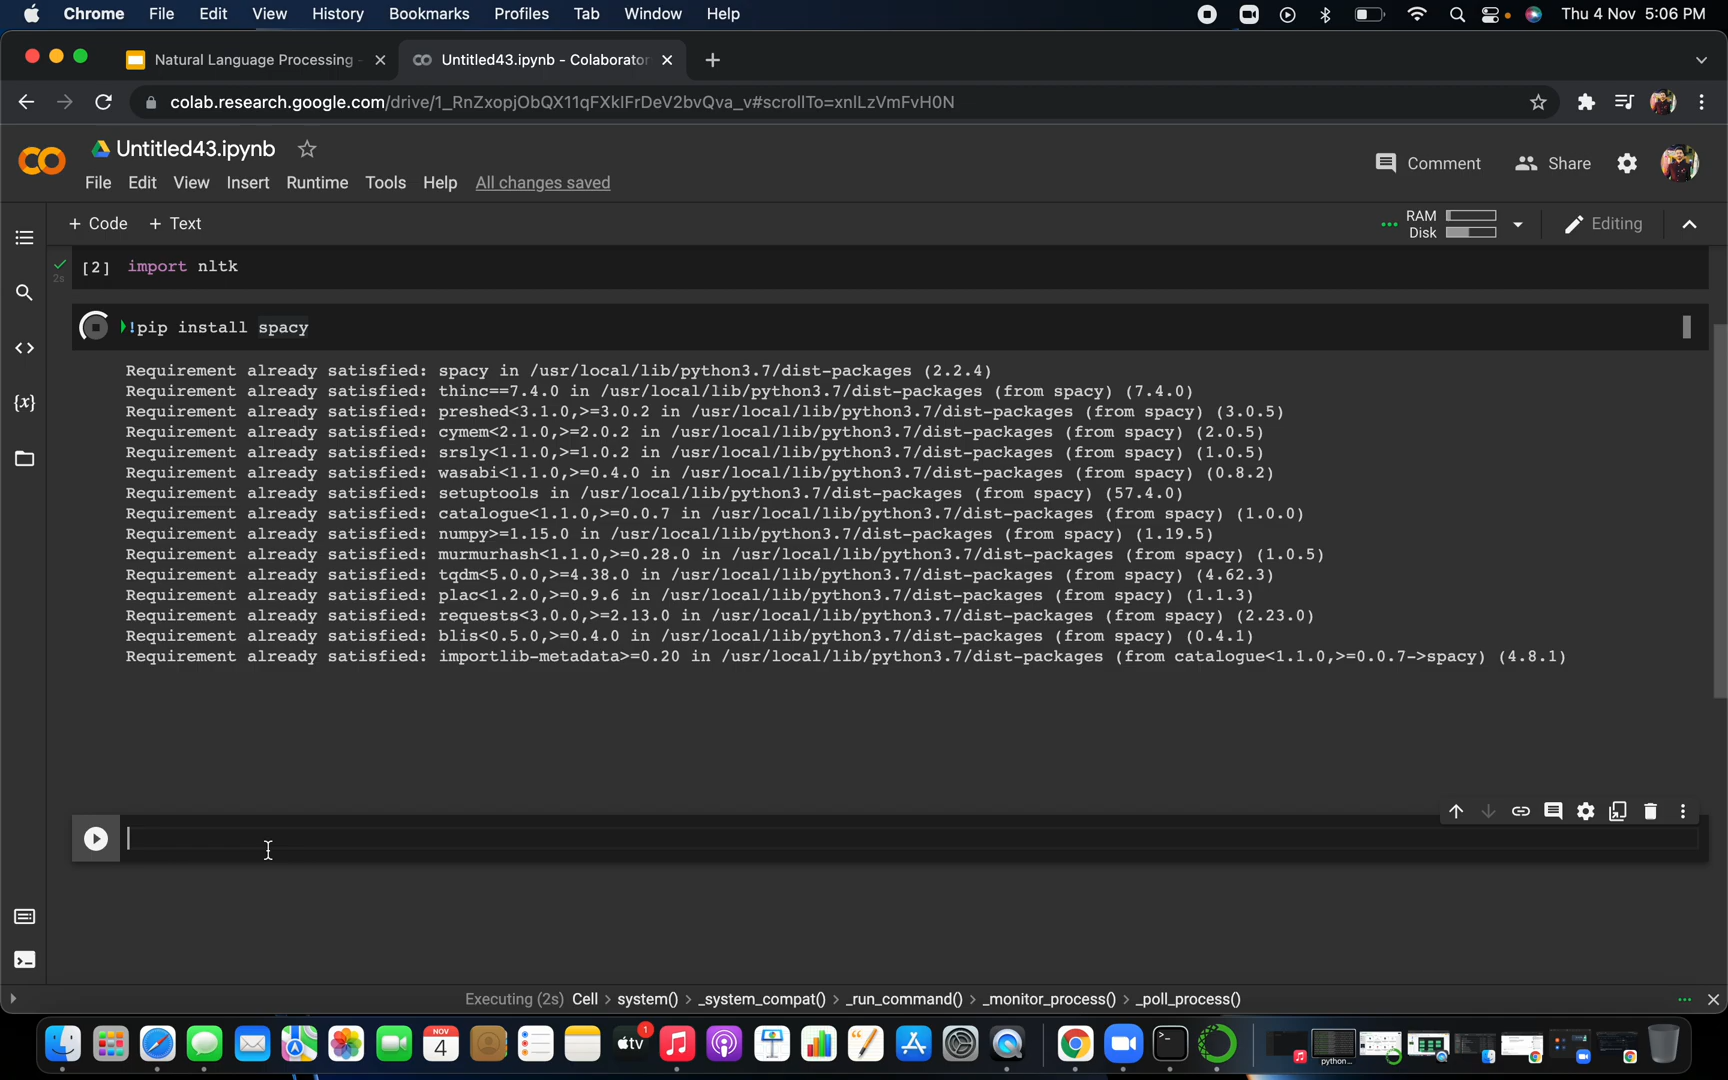 Chrome File Edit View History Bookmarks Profiles Tab Window Help Thu 4 Nov 5:06 PM
Natural Language Processing - Untitled43.ipynb - Colaborator
colab.research.google.com/drive/1_RnZxopjObQX11qFXklFrDeV2bvQva_v#scrollTo=xnlLzVmFvH0N
Untitled43.ipynb
Comment Share
File Edit View Insert Runtime Tools Help All changes saved
+ Code + Text
RAM
Disk
Editing
[2] import nltk
2s
!pip install spacy
Requirement already satisfied: spacy in /usr/local/lib/python3.7/dist-packages (2.2.4)
Requirement already satisfied: thinc==7.4.0 in /usr/local/lib/python3.7/dist-packages (from spacy) (7.4.0)
Requirement already satisfied: preshed<3.1.0,>=3.0.2 in /usr/local/lib/python3.7/dist-packages (from spacy) (3.0.5)
Requirement already satisfied: cymem<2.1.0,>=2.0.2 in /usr/local/lib/python3.7/dist-packages (from spacy) (2.0.5)
Requirement already satisfied: srsly<1.1.0,>=1.0.2 in /usr/local/lib/python3.7/dist-packages (from spacy) (1.0.5)
Requirement already satisfied: wasabi<1.1.0,>=0.4.0 in /usr/local/lib/python3.7/dist-packages (from spacy) (0.8.2)
Requirement already satisfied: setuptools in /usr/local/lib/python3.7/dist-packages (from spacy) (57.4.0)
Requirement already satisfied: catalogue<1.1.0,>=0.0.7 in /usr/local/lib/python3.7/dist-packages (from spacy) (1.0.0)
Requirement already satisfied: numpy>=1.15.0 in /usr/local/lib/python3.7/dist-packages (from spacy) (1.19.5)
Requirement already satisfied: murmurhash<1.1.0,>=0.28.0 in /usr/local/lib/python3.7/dist-packages (from spacy) (1.0.5)
Requirement already satisfied: tqdm<5.0.0,>=4.38.0 in /usr/local/lib/python3.7/dist-packages (from spacy) (4.62.3)
Requirement already satisfied: plac<1.2.0,>=0.9.6 in /usr/local/lib/python3.7/dist-packages (from spacy) (1.1.3)
Requirement already satisfied: requests<3.0.0,>=2.13.0 in /usr/local/lib/python3.7/dist-packages (from spacy) (2.23.0)
Requirement already satisfied: blis<0.5.0,>=0.4.0 in /usr/local/lib/python3.7/dist-packages (from spacy) (0.4.1)
Requirement already satisfied: importlib-metadata>=0.20 in /usr/local/lib/python3.7/dist-packages (from catalogue<1.1.0,>=0.0.7->spacy) (4.8.1)
Executing (2s) Cell > system() > _system_compat() > _run_command() > _monitor_process() > _poll_process()
NOV
4
tv
1
python...